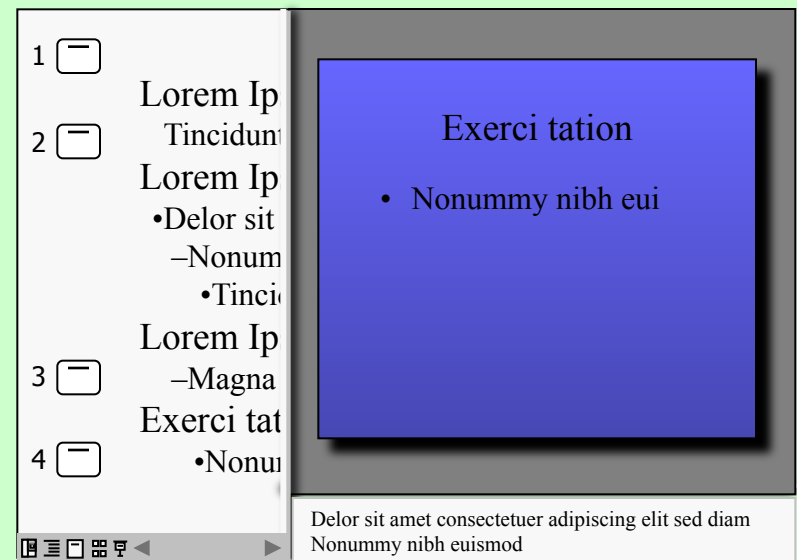 1
Lorem Ip
2
Tincidunt
Lorem Ip
•Delor sit
–Nonum
•Tinci
Lorem Ip
3
–Magna
Exerci tat
4
•Nonu
Exerci tation
• Nonummy nibh eui
Delor sit amet consectetuer adipiscing elit sed diam
Nonummy nibh euismod